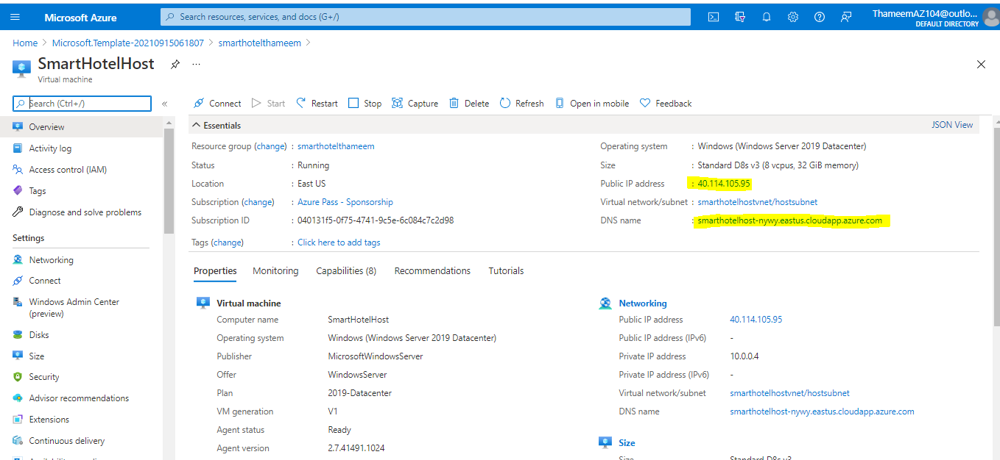 Microsoft Azure
Search resources, services, and docs (G+/)
ThameemAZ104@outlo...
DEFAULT DIRECTORY
Home > Microsoft.Template-20210915061807 > smarthotelthameem >
SmartHotelHost
...
Virtual machine
Search (Ctrl+/)
«
Connect
Start
Restart
Stop
Capture
Delete
Refresh
Open in mobile
Feedback
Overview
Activity log
Access control (IAM)
Tags
Diagnose and solve problems
Settings
Networking
Connect
Windows Admin Center
(preview)
Disks
Size
Security
Advisor recommendations
Extensions
Continuous delivery
Essentials
JSON View
Resource group (change) : smarthotelthameem
Status : Running
Location : East US
Subscription (change) : Azure Pass - Sponsorship
Subscription ID : 040131f5-0f75-4741-9c5e-6c084c7c2d98
Tags (change) : Click here to add tags
Operating system : Windows (Windows Server 2019 Datacenter)
Size : Standard D8s v3 (8 vcpus, 32 GiB memory)
Public IP address : 40.114.105.95
Virtual network/subnet : smarthotelhostvnet/hostsubnet
DNS name : smarthotelhost-nywy.eastus.cloudapp.azure.com
Properties
Monitoring
Capabilities (8)
Recommendations
Tutorials
Virtual machine
Computer name SmartHotelHost
Operating system Windows (Windows Server 2019 Datacenter)
Publisher MicrosoftWindowsServer
Offer WindowsServer
Plan 2019-Datacenter
VM generation V1
Agent status Ready
Agent version 2.7.41491.1024
Networking
Public IP address 40.114.105.95
Public IP address (IPv6) -
Private IP address 10.0.0.4
Private IP address (IPv6) -
Virtual network/subnet smarthotelhostvnet/hostsubnet
DNS name smarthotelhost-nywy.eastus.cloudapp.azure.com
Size
Size Standard D8s v3